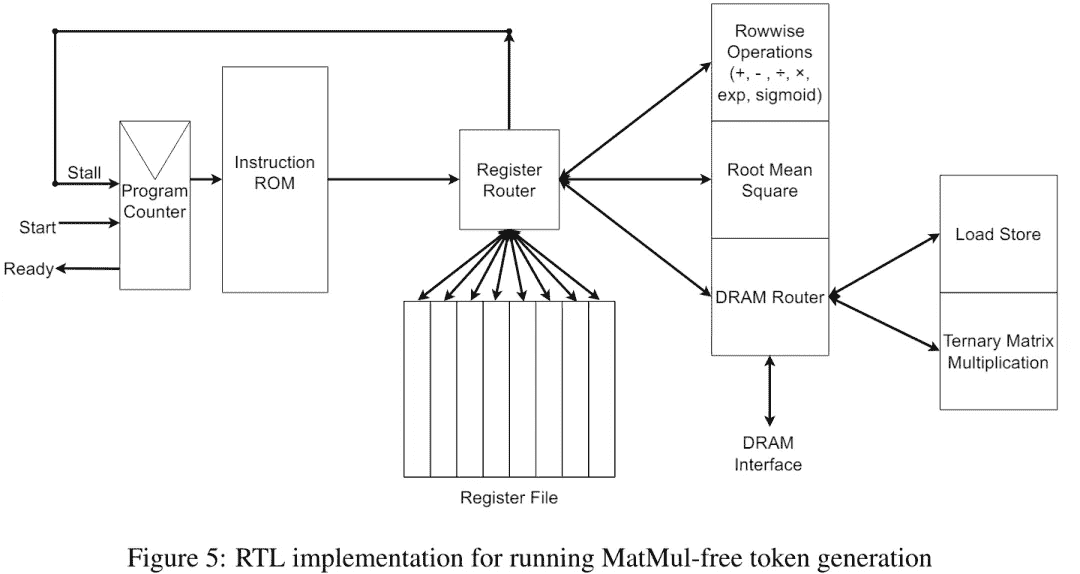 Stall
Program
Counter
Start
Ready
Instruction
ROM
Register
Router
Register File
Rowwise
Operations
(+, - , ÷, ×,
exp, sigmoid)
Root Mean
Square
DRAM Router
DRAM
Interface
Load Store
Ternary Matrix
Multiplication
Figure 5: RTL implementation for running MatMul-free token generation